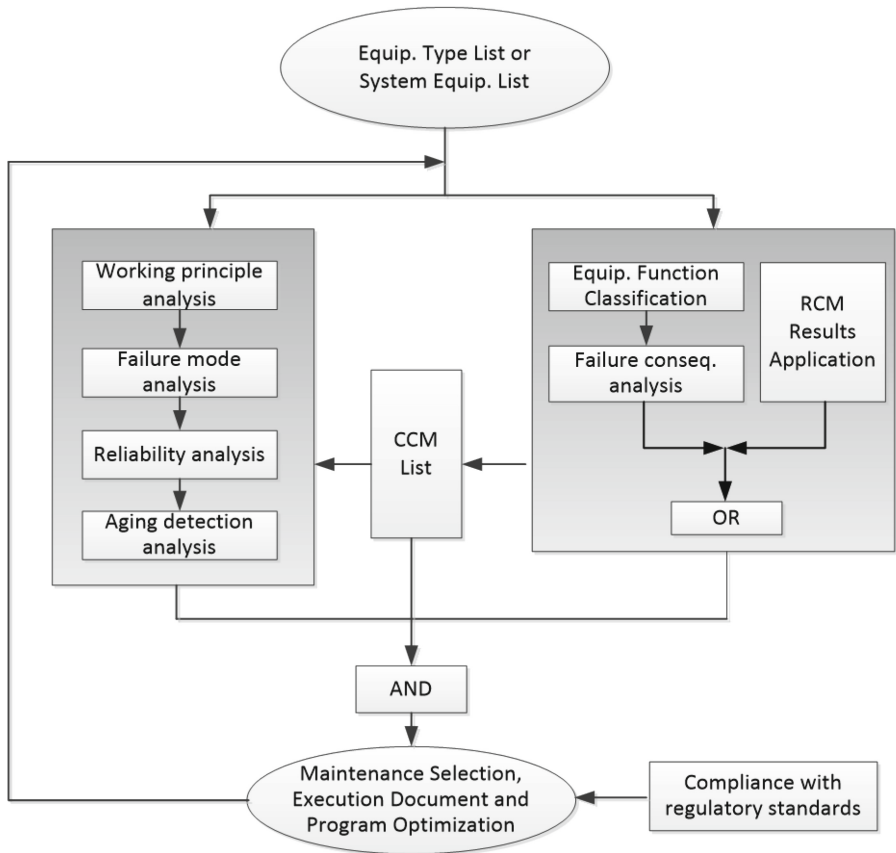 Equip. Type List or
System Equip. List
Working principle
analysis
Failure mode
analysis
Reliability analysis
Aging detection
analysis
CCM
List
Equip. Function
Classification
Failure conseq.
analysis
RCM
Results
Application
OR
AND
Maintenance Selection,
Execution Document and
Program Optimization
Compliance with
regulatory standards